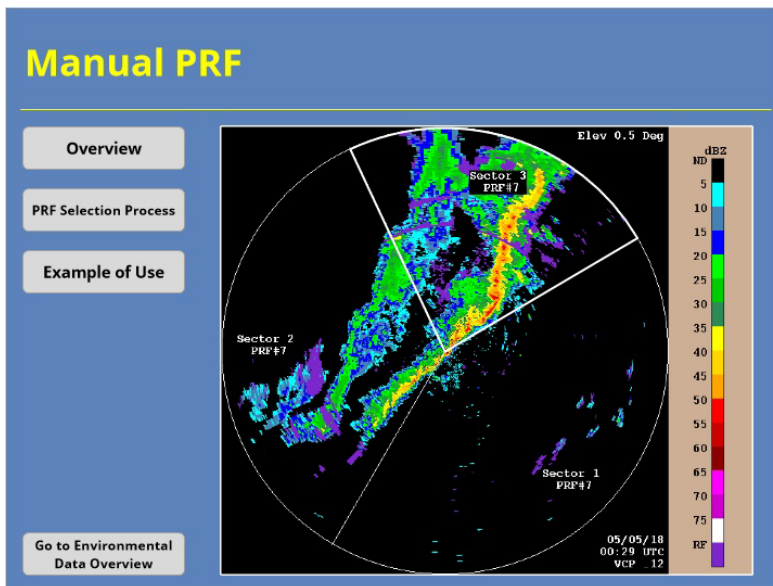 Manual PRF
Overview
PRF Selection Process
Example of Use
Go to Environmental
Data Overview
Elev 0.5 Deg
Sector 3
PRF#7
Sector 2
PRF#7
Sector 1
PRF#7
05/05/18
00:29 UTC
VCP 12
dBZ
ND
5
10
15
20
25
30
35
40
45
50
55
60
65
70
75
RF